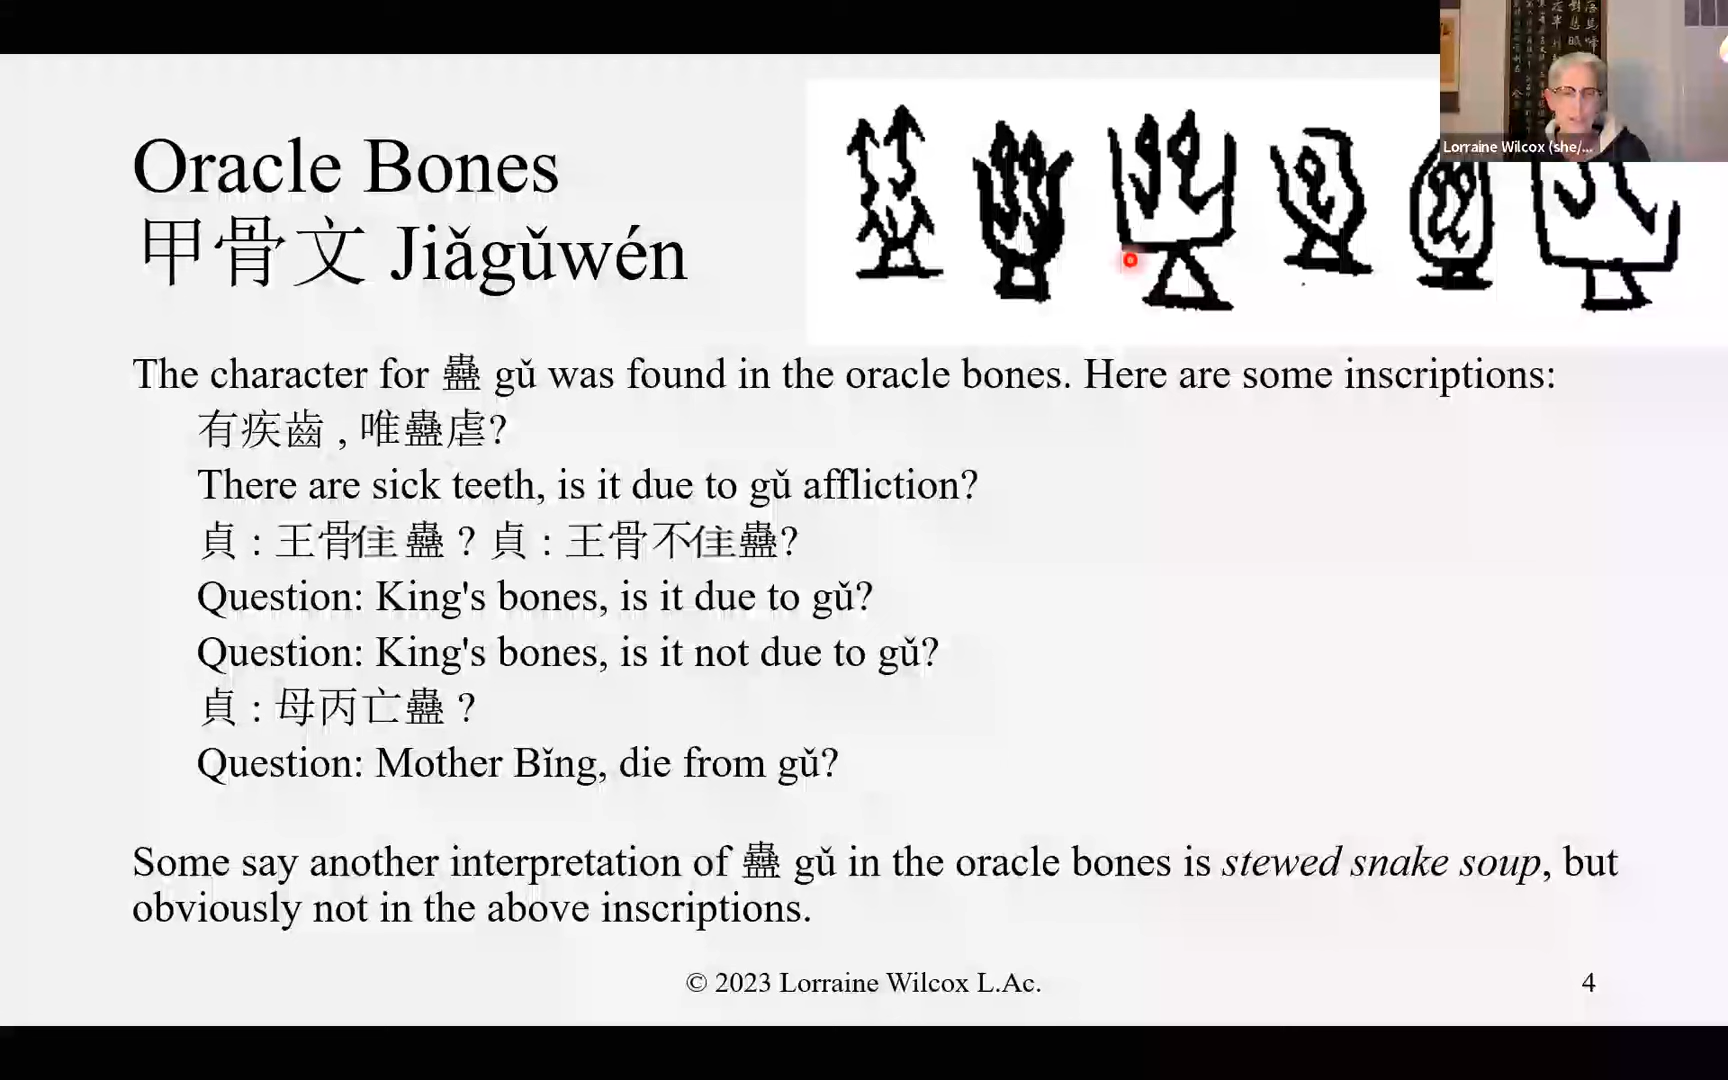 Oracle Bones
甲骨文 Jiǎgǔwén
Lorraine Wilcox (she/...
The character for 蠱 gǔ was found in the oracle bones. Here are some inscriptions:
有疾齒 , 唯蠱虐?
There are sick teeth, is it due to gǔ affliction?
貞 : 王骨隹 蠱 ? 貞 : 王骨不隹蠱?
Question: King's bones, is it due to gǔ?
Question: King's bones, is it not due to gǔ?
貞 : 母丙亡蠱 ?
Question: Mother Bǐng, die from gǔ?
Some say another interpretation of 蠱 gǔ in the oracle bones is stewed snake soup, but
obviously not in the above inscriptions.
© 2023 Lorraine Wilcox L.Ac.
4